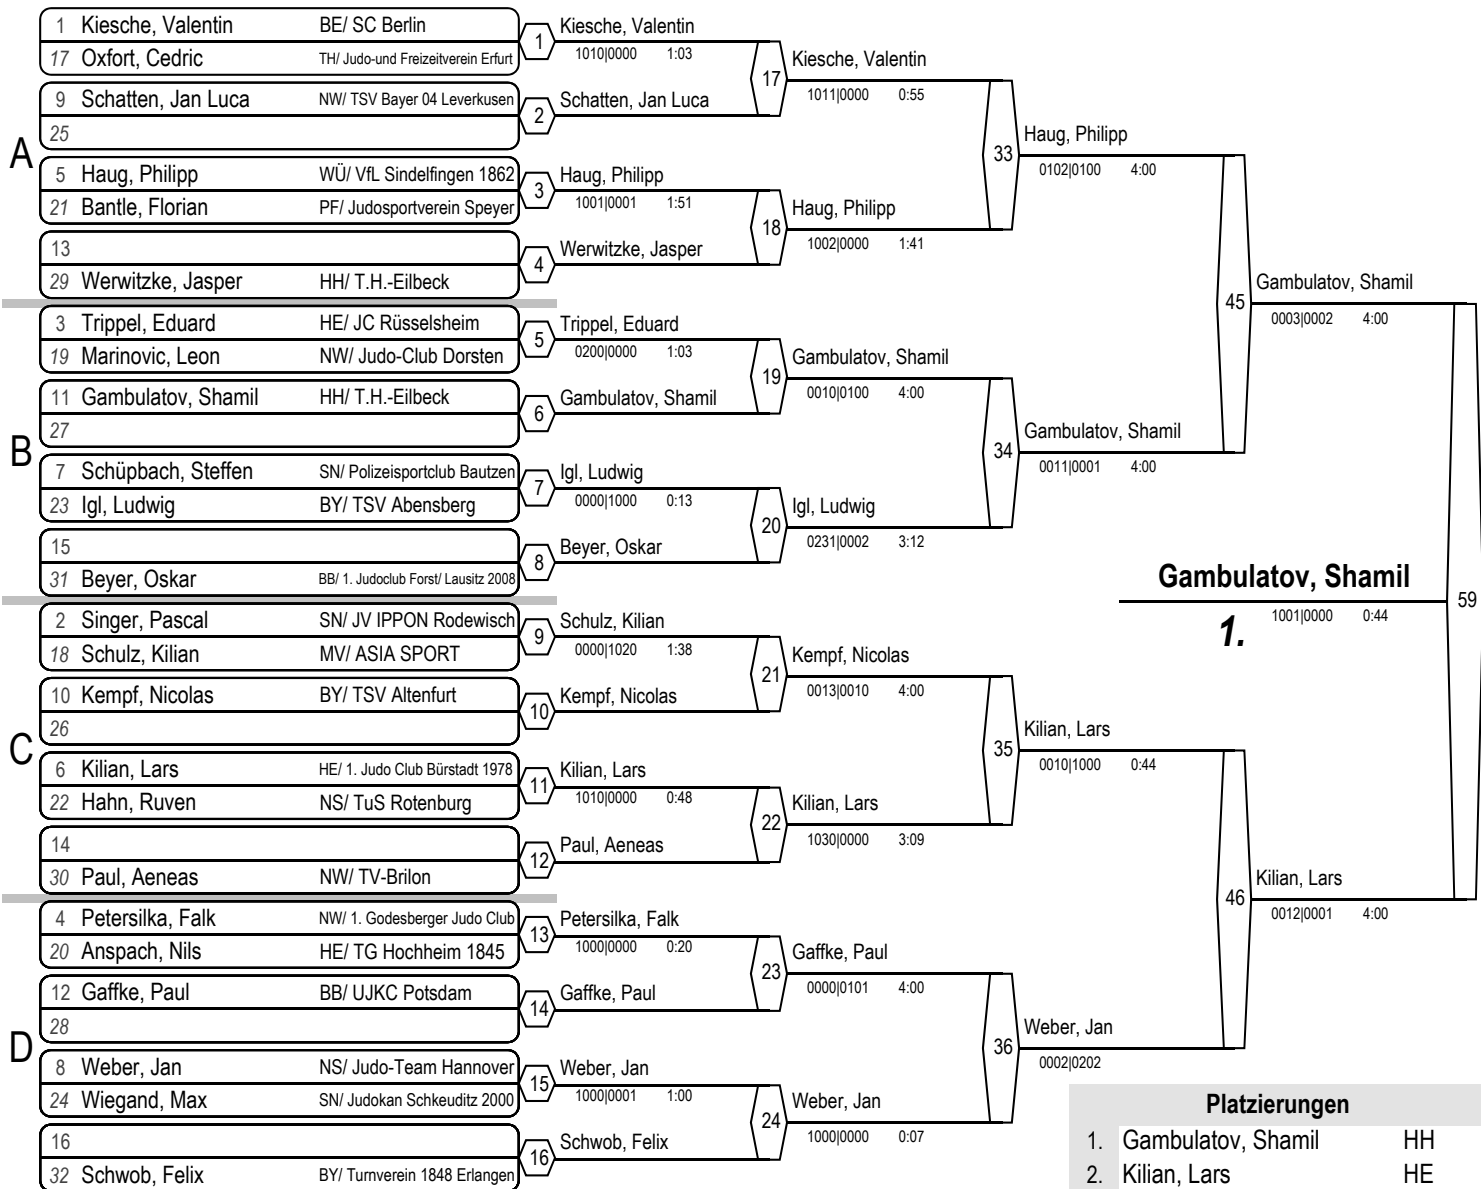 A
1 Kiesche, Valentin BE/ SC Berlin
17 Oxfort, Cedric TH/ Judo-und Freizeitverein Erfurt
9 Schatten, Jan Luca NW/ TSV Bayer 04 Leverkusen
25
5 Haug, Philipp WÜ/ VfL Sindelfingen 1862
21 Bantle, Florian PF/ Judosportverein Speyer
13
29 Werwitzke, Jasper HH/ T.H.-Eilbeck
B
3 Trippel, Eduard HE/ JC Rüsselsheim
19 Marinovic, Leon NW/ Judo-Club Dorsten
11 Gambulatov, Shamil HH/ T.H.-Eilbeck
27
7 Schüpbach, Steffen SN/ Polizeisportclub Bautzen
23 Igl, Ludwig BY/ TSV Abensberg
15
31 Beyer, Oskar BB/ 1. Judoclub Forst/ Lausitz 2008
C
2 Singer, Pascal SN/ JV IPPON Rodewisch
18 Schulz, Kilian MV/ ASIA SPORT
10 Kempf, Nicolas BY/ TSV Altenfurt
26
6 Kilian, Lars HE/ 1. Judo Club Bürstadt 1978
22 Hahn, Ruven NS/ TuS Rotenburg
14
30 Paul, Aeneas NW/ TV-Brilon
D
4 Petersilka, Falk NW/ 1. Godesberger Judo Club
20 Anspach, Nils HE/ TG Hochheim 1845
12 Gaffke, Paul BB/ UJKC Potsdam
28
8 Weber, Jan NS/ Judo-Team Hannover
24 Wiegand, Max SN/ Judokan Schkeuditz 2000
16
32 Schwob, Felix BY/ Turnverein 1848 Erlangen
1 Kiesche, Valentin
1010|0000 1:03
2 Schatten, Jan Luca
3 Haug, Philipp
1001|0001 1:51
4 Werwitzke, Jasper
5 Trippel, Eduard
0200|0000 1:03
6 Gambulatov, Shamil
7 Igl, Ludwig
0000|1000 0:13
8 Beyer, Oskar
9 Schulz, Kilian
0000|1020 1:38
10 Kempf, Nicolas
11 Kilian, Lars
1010|0000 0:48
12 Paul, Aeneas
13 Petersilka, Falk
1000|0000 0:20
14 Gaffke, Paul
15 Weber, Jan
1000|0001 1:00
16 Schwob, Felix
17 Kiesche, Valentin
1011|0000 0:55
18 Haug, Philipp
1002|0000 1:41
19 Gambulatov, Shamil
0010|0100 4:00
20 Igl, Ludwig
0231|0002 3:12
21 Kempf, Nicolas
0013|0010 4:00
22 Kilian, Lars
1030|0000 3:09
23 Gaffke, Paul
0000|0101 4:00
24 Weber, Jan
1000|0000 0:07
33 Haug, Philipp
0102|0100 4:00
34 Gambulatov, Shamil
0011|0001 4:00
35 Kilian, Lars
0010|1000 0:44
36 Weber, Jan
0002|0202
45 Gambulatov, Shamil
0003|0002 4:00
46 Kilian, Lars
0012|0001 4:00
59
Gambulatov, Shamil
1. 1001|0000 0:44
Platzierungen
1. Gambulatov, Shamil HH
2. Kilian, Lars HE